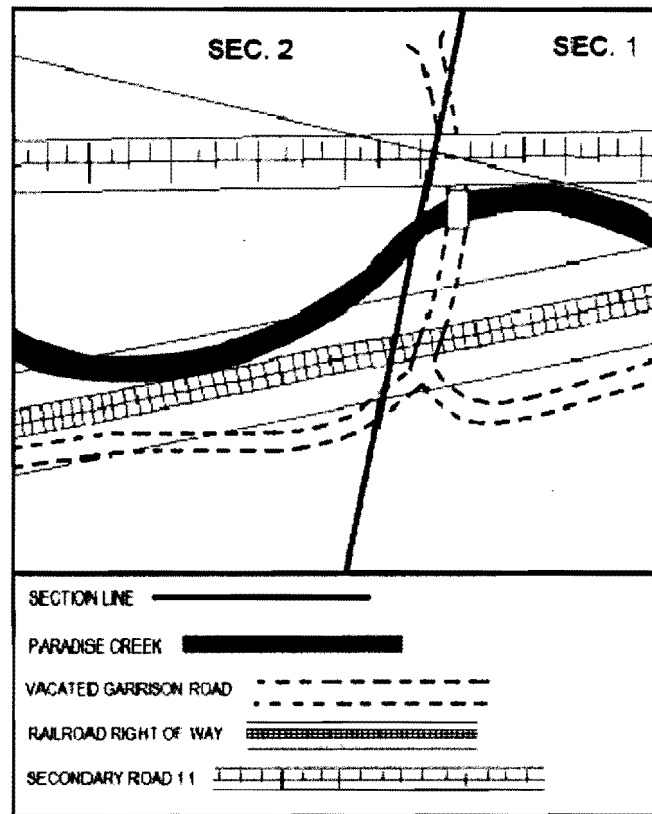 SEC. 2
SEC. 1
SECTION LINE
PARADISE CREEK
VACATED GARRISON ROAD
RAILROAD RIGHT OF WAY
SECONDARY ROAD 11